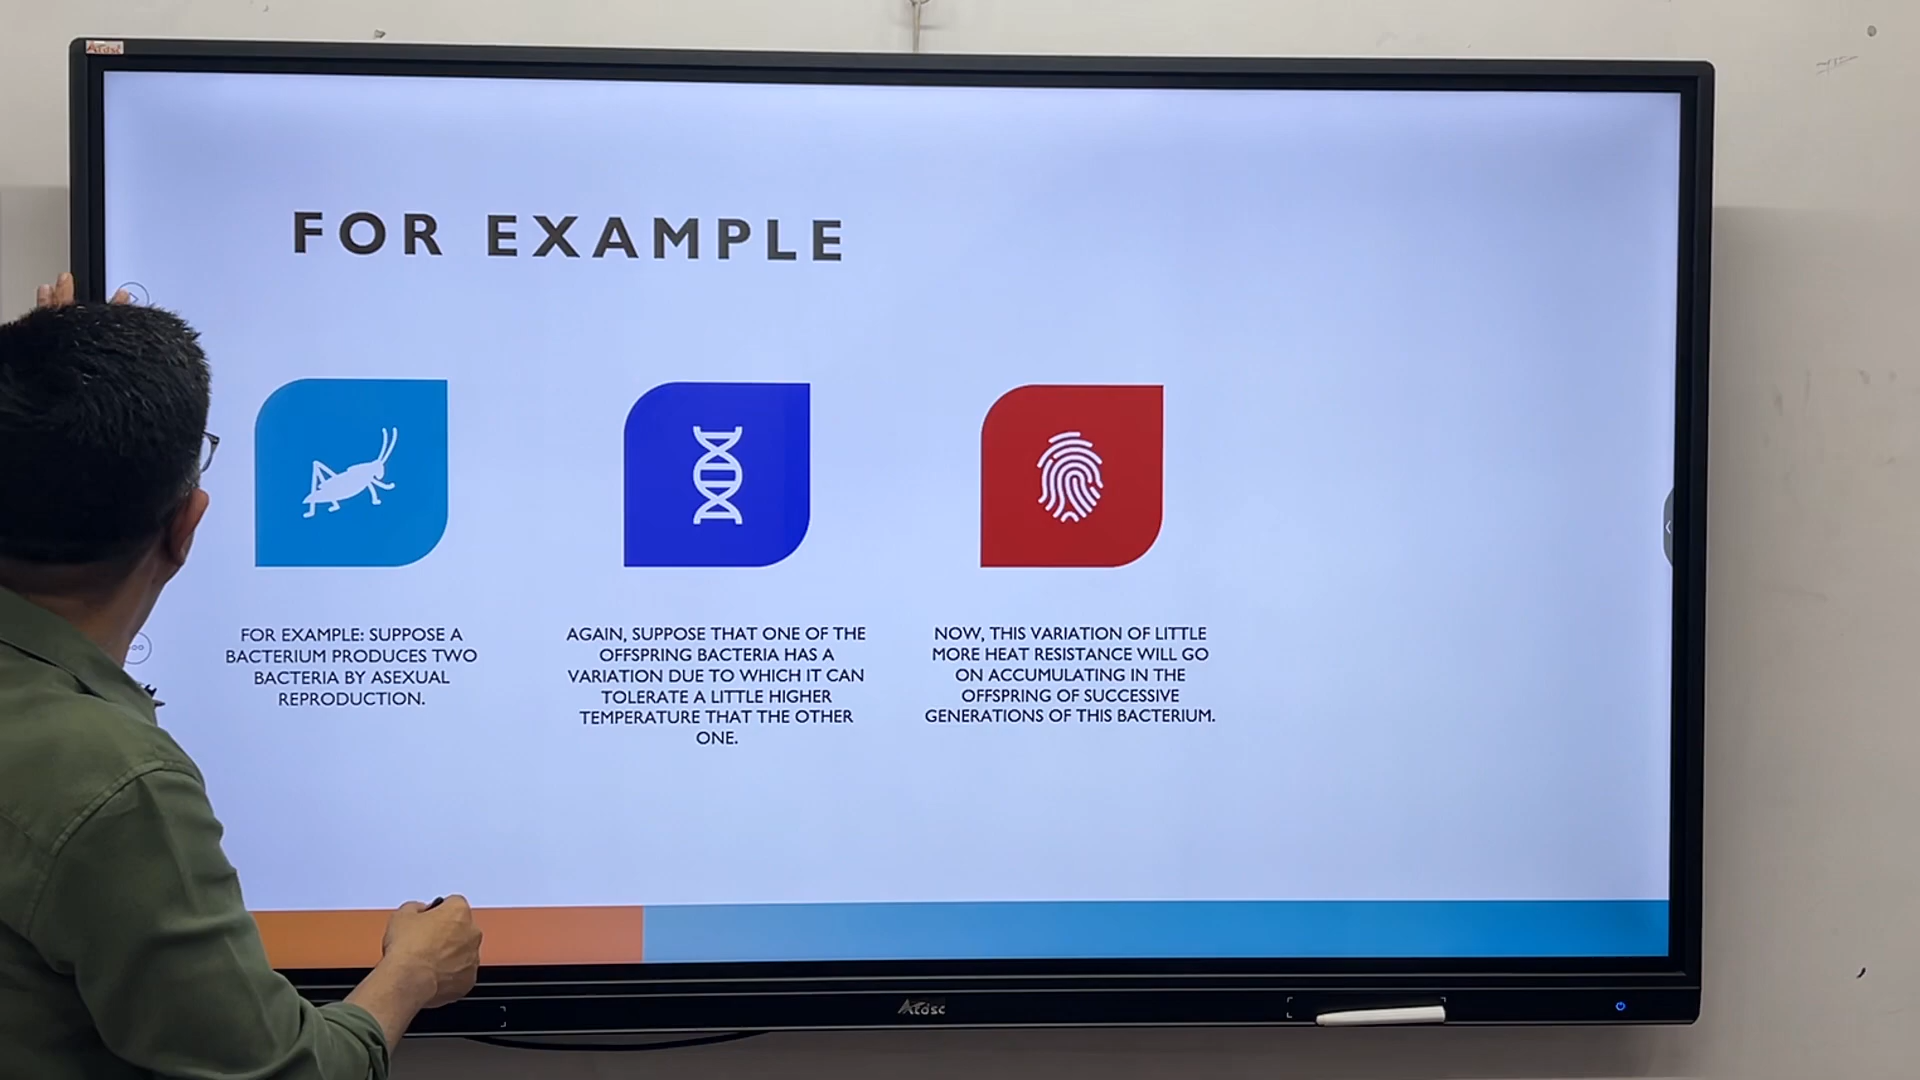 Atosc
FOR EXAMPLE
FOR EXAMPLE: SUPPOSE A
BACTERIUM PRODUCES TWO
BACTERIA BY ASEXUAL
REPRODUCTION.
AGAIN, SUPPOSE THAT ONE OF THE
OFFSPRING BACTERIA HAS A
VARIATION DUE TO WHICH IT CAN
TOLERATE A LITTLE HIGHER
TEMPERATURE THAT THE OTHER
ONE.
NOW, THIS VARIATION OF LITTLE
MORE HEAT RESISTANCE WILL GO
ON ACCUMULATING IN THE
OFFSPRING OF SUCCESSIVE
GENERATIONS OF THIS BACTERIUM.
Atosc